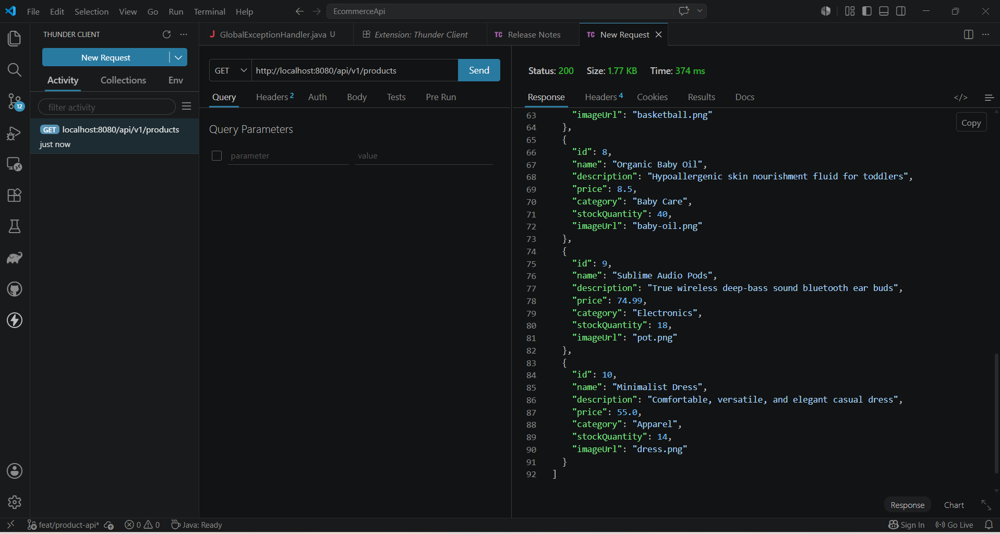 File Edit Selection View Go Run Terminal Help
EcommerceApi
THUNDER CLIENT
New Request
Activity Collections Env
filter activity
GET localhost:8080/api/v1/products
just now
J GlobalExceptionHandler.java U
Extension: Thunder Client
TC Release Notes
TC New Request
GET http://localhost:8080/api/v1/products Send
Query Headers 2 Auth Body Tests Pre Run
Query Parameters
parameter value
Status: 200 Size: 1.77 KB Time: 374 ms
Response Headers 4 Cookies Results Docs
</>
Copy
63 "imageUrl": "basketball.png"
64 },
65 {
66 "id": 8,
67 "name": "Organic Baby Oil",
68 "description": "Hypoallergenic skin nourishment fluid for toddlers",
69 "price": 8.5,
70 "category": "Baby Care",
71 "stockQuantity": 40,
72 "imageUrl": "baby-oil.png"
73 },
74 {
75 "id": 9,
76 "name": "Sublime Audio Pods",
77 "description": "True wireless deep-bass sound bluetooth ear buds",
78 "price": 74.99,
79 "category": "Electronics",
80 "stockQuantity": 18,
81 "imageUrl": "pot.png"
82 },
83 {
84 "id": 10,
85 "name": "Minimalist Dress",
86 "description": "Comfortable, versatile, and elegant casual dress",
87 "price": 55.0,
88 "category": "Apparel",
89 "stockQuantity": 14,
90 "imageUrl": "dress.png"
91 }
92 ]
Response Chart
12
feat/product-api* 0 0 Java: Ready
Sign In Go Live